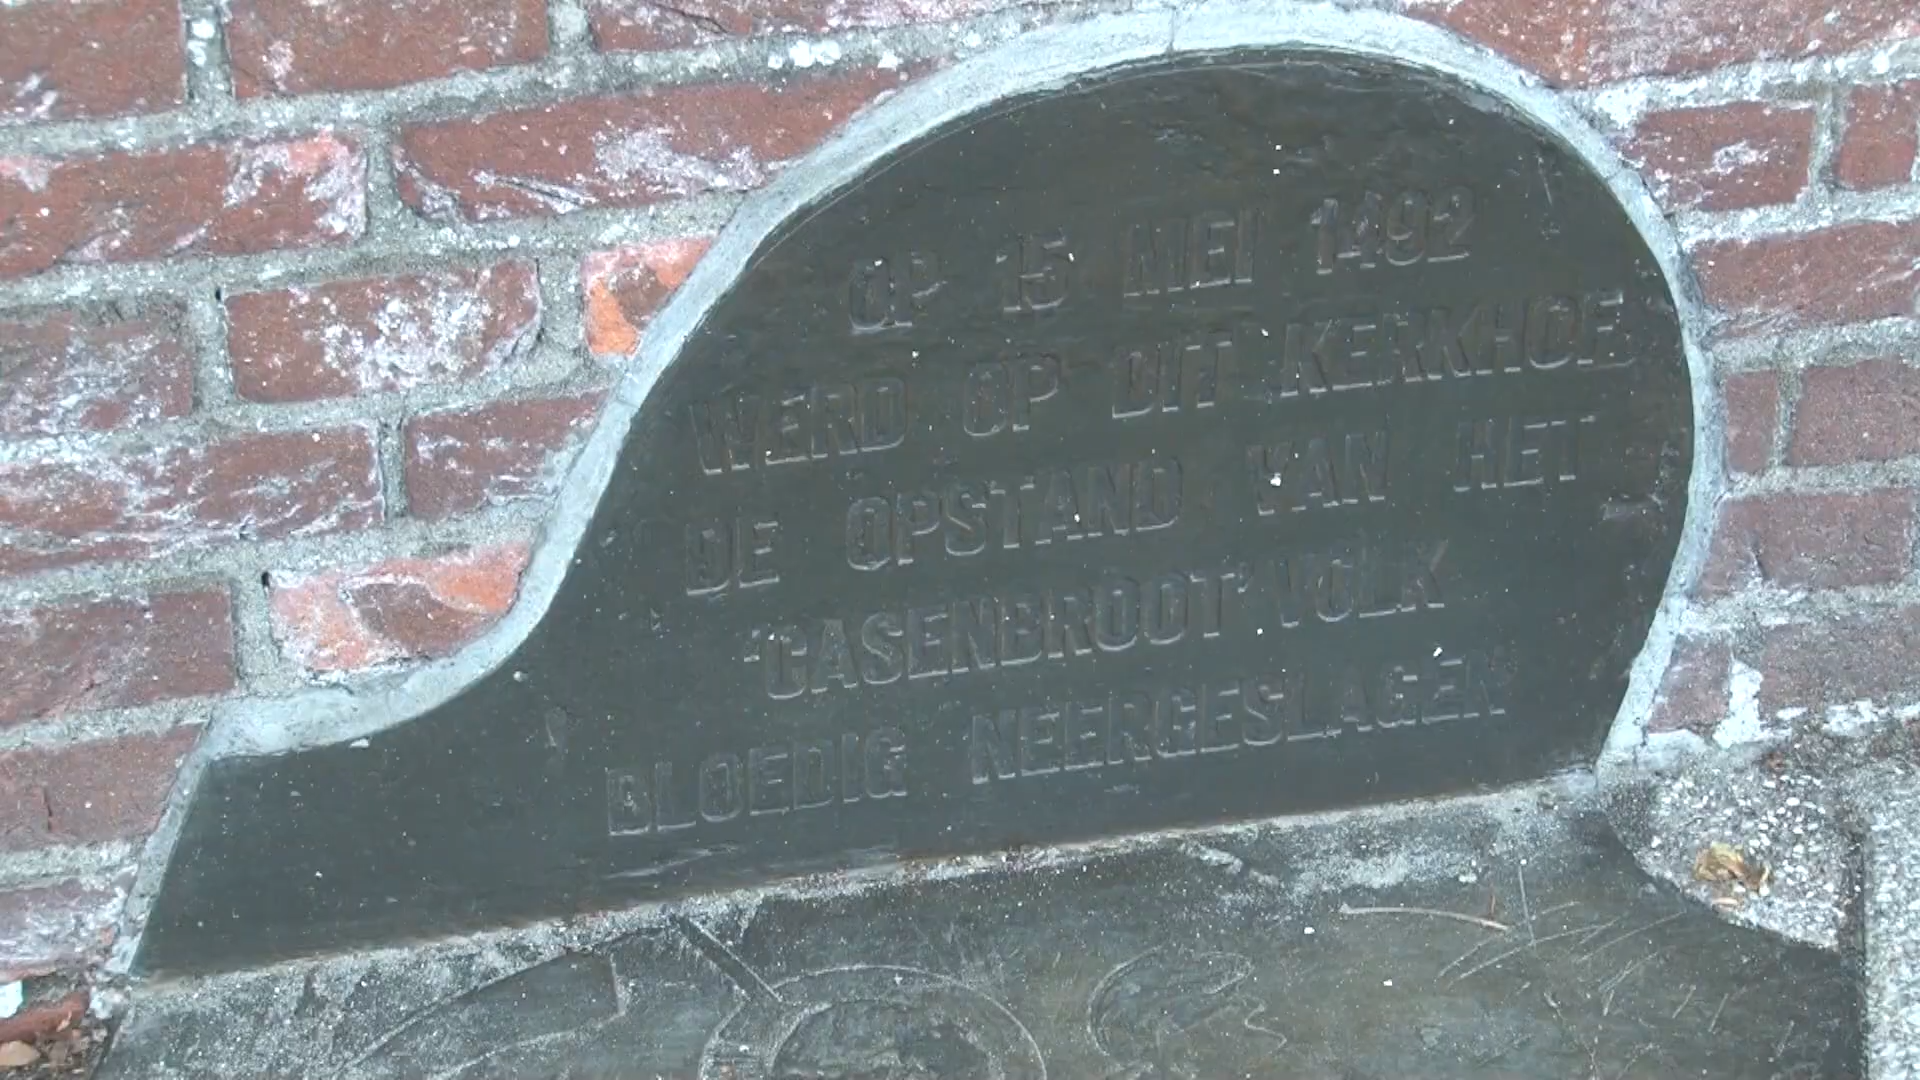 OP 15 MEI 1492
WERD OP DIT KERKHOF
DE OPSTAND VAN HET
'CASENBROOT' VOLK
BLOEDIG NEERGESLAGEN